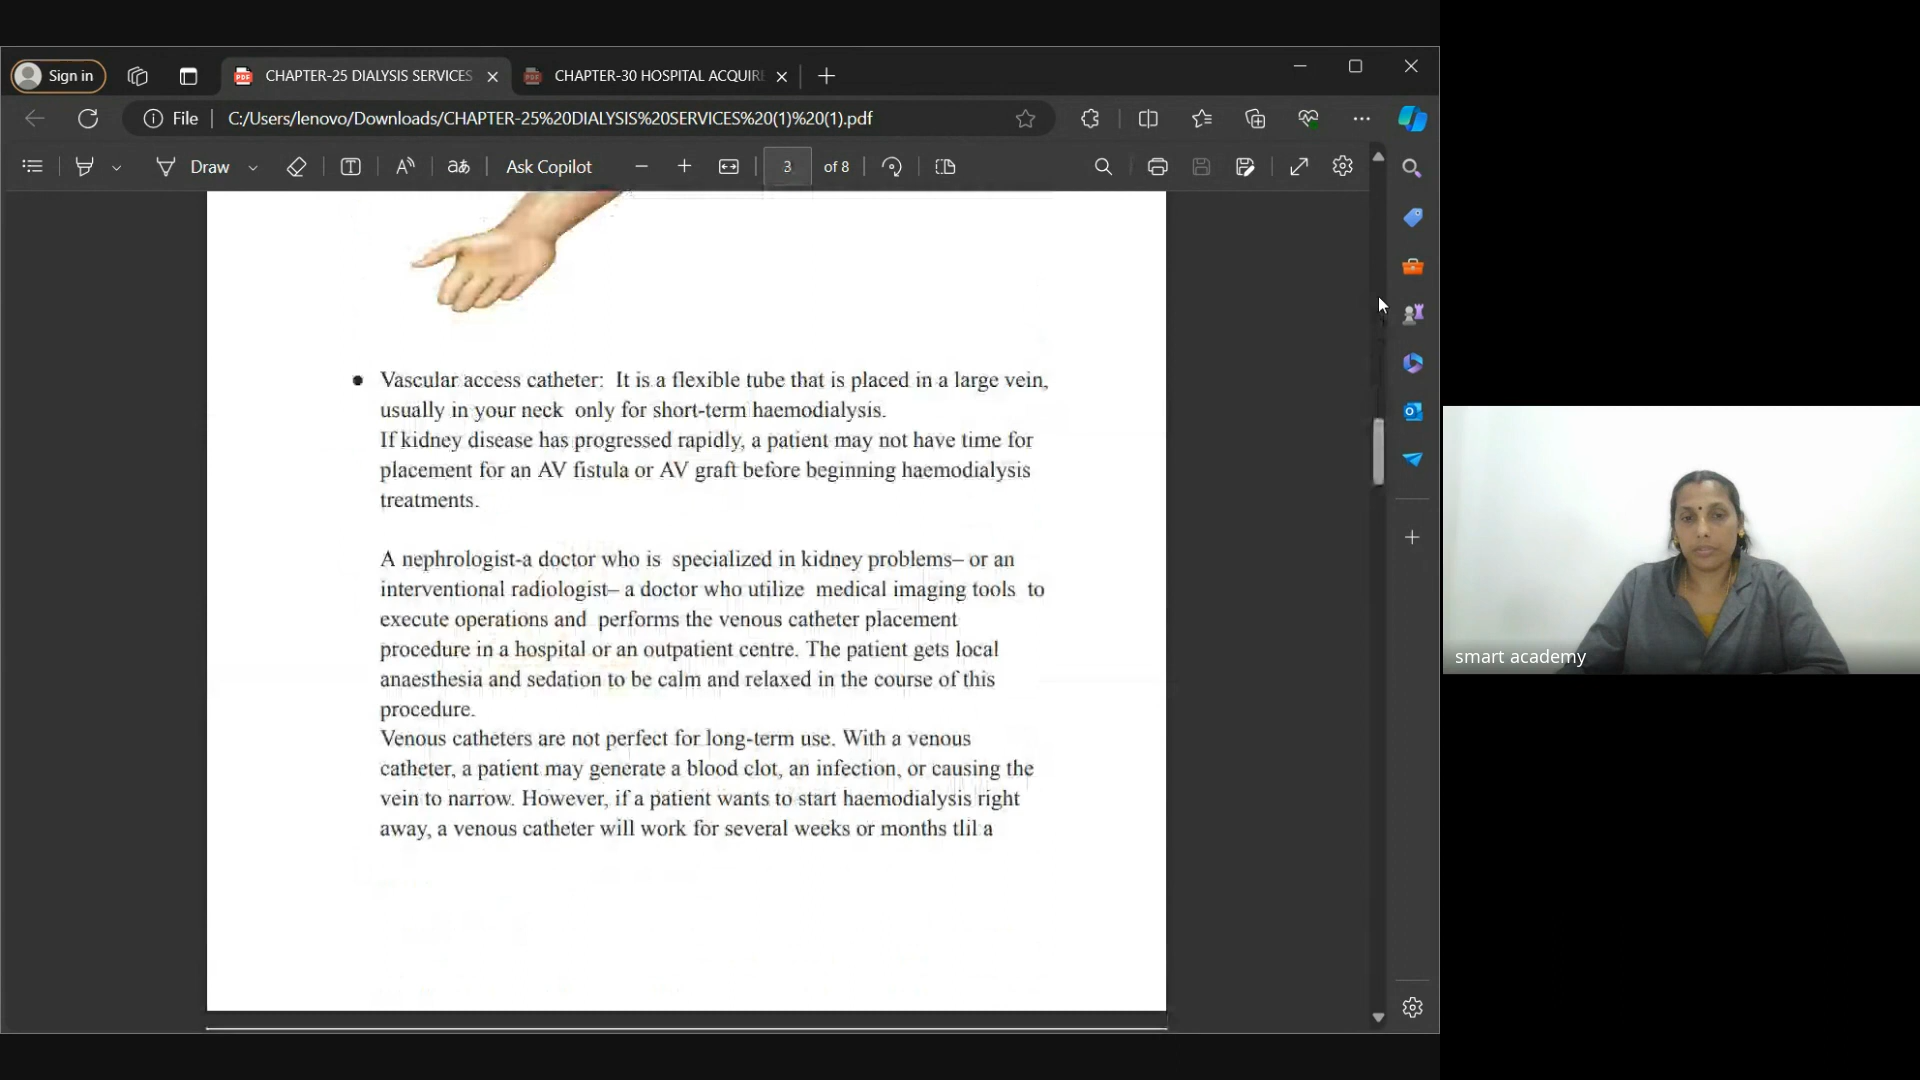 Sign in
CHAPTER-25 DIALYSIS SERVICES
CHAPTER-30 HOSPITAL ACQUIR
File
C:/Users/lenovo/Downloads/CHAPTER-25%20DIALYSIS%20SERVICES%20(1)%20(1).pdf
Draw
Ask Copilot
3
of 8
Vascular access catheter: It is a flexible tube that is placed in a large vein,
usually in your neck only for short-term haemodialysis.
If kidney disease has progressed rapidly, a patient may not have time for
placement for an AV fistula or AV graft before beginning haemodialysis
treatments.
A nephrologist-a doctor who is specialized in kidney problems– or an
interventional radiologist– a doctor who utilize medical imaging tools to
execute operations and performs the venous catheter placement
procedure in a hospital or an outpatient centre. The patient gets local
anaesthesia and sedation to be calm and relaxed in the course of this
procedure.
Venous catheters are not perfect for long-term use. With a venous
catheter, a patient may generate a blood clot, an infection, or causing the
vein to narrow. However, if a patient wants to start haemodialysis right
away, a venous catheter will work for several weeks or months tlil a
smart academy